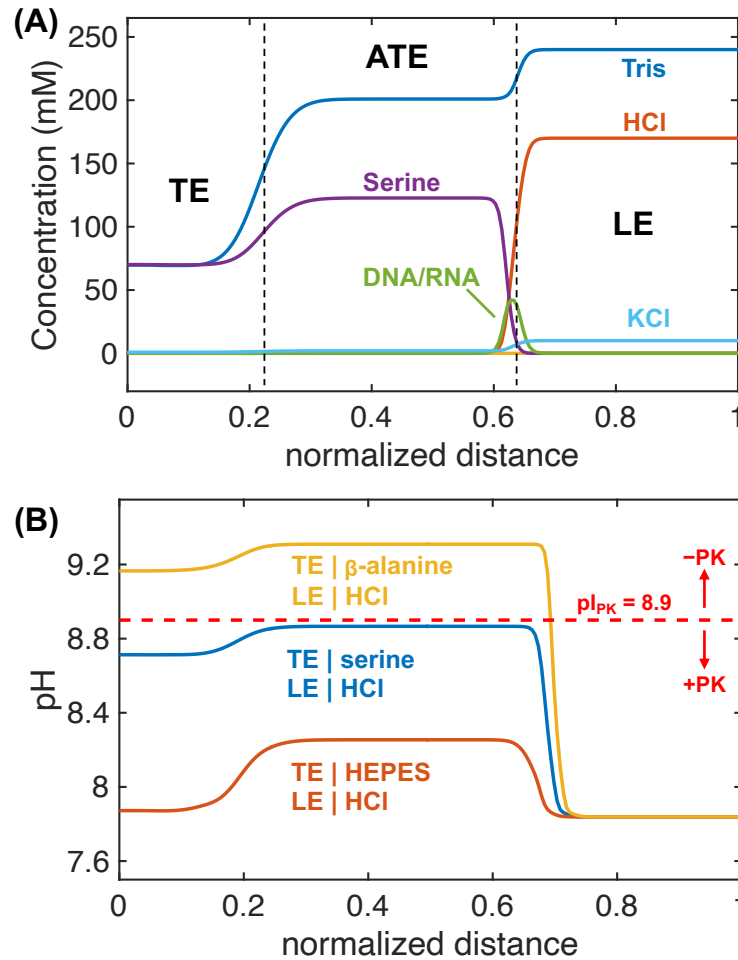 (A)
250
200
150
100
50
0
Concentration (mM)
TE
ATE
LE
Tris
HCl
Serine
DNA/RNA
KCl
0
0.2
0.4
0.6
0.8
1
normalized distance
(B)
9.2
8.8
8.4
8
7.6
pH
TE | β-alanine
LE | HCl
pIPK = 8.9
−PK
+PK
TE | serine
LE | HCl
TE | HEPES
LE | HCl
0
0.2
0.4
0.6
0.8
1
normalized distance